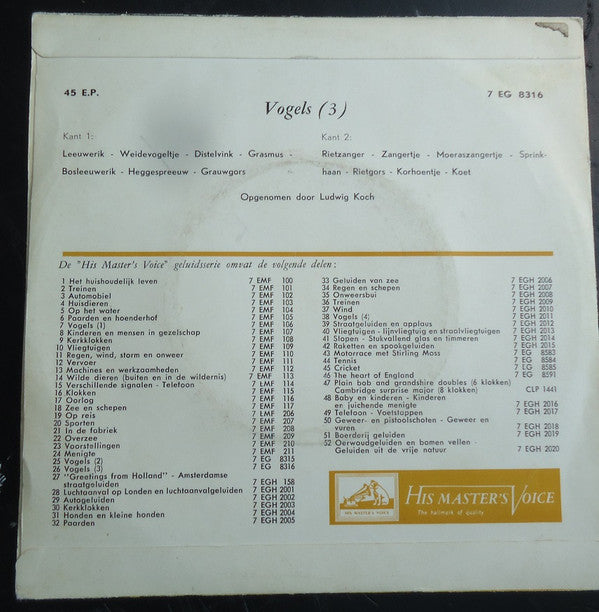 45 E.P.
7 EG 8316
Vogels (3)
Kant 1:
Leeuwerik - Weidevogeltje - Distelvink - Grasmus -
Bosleeuwerik - Heggespreeuw - Grauwgors
Kant 2:
Rietzanger - Zangertje - Moeraszangertje - Sprink-
haan - Rietgors - Korhoentje - Koet
Opgenomen door Ludwig Koch
De "His Master's Voice" geluidsserie omvat de volgende delen:
1 Het huishoudelijk leven 7 EMF 100
2 Treinen 7 EMF 101
3 Automobiel 7 EMF 102
4 Huisdieren 7 EMF 103
5 Op het water 7 EMF 104
6 Paarden en hoenderhof 7 EMF 105
7 Vogels (1) 7 EMF 106
8 Kinderen en mensen in gezelschap 7 EMF 107
9 Kerkklokken 7 EMF 108
10 Vliegtuigen 7 EMF 109
11 Regen, wind, storm en onweer 7 EMF 110
12 Vervoer 7 EMF 111
13 Machines en werkzaamheden 7 EMF 112
14 Wilde dieren (buiten en in de wildernis) 7 EMF 113
15 Verschillende signalen - Telefoon 7 LMF 114
16 Klokken 7 EMF 115
17 Oorlog 7 EMF 116
18 Zee en schepen 7 EMF 117
19 Op reis 7 LMF 206
20 Sporten 7 EMF 207
21 In de fabriek 7 EMF 208
22 Overzee 7 EMF 209
23 Voorstellingen 7 EMF 210
24 Menigte 7 EMF 211
25 Vogels (2) 7 EG 8315
26 Vogels (3) 7 EG 8316
27 "Greetings from Holland" - Amsterdamse
straatgeluiden 7 EGH 158
28 Luchtaanval op Londen en luchtaanvalgeluiden 7 EGH 2001
29 Autogeluiden 7 EGH 2002
30 Kerkklokken 7 EGH 2003
31 Honden en kleine honden 7 EGH 2004
32 Paarden 7 EGH 2005
33 Geluiden van zee 7 EGH 2006
34 Regen en schepen 7 EGH 2007
35 Onweersbui 7 EGH 2008
36 Treinen 7 EGH 2009
37 Wind 7 EGH 2010
38 Vogels (4) 7 EGH 2011
39 Straatgeluiden en applaus 7 EGH 2012
40 Vliegtuigen - lijnvliegtuig en straalvliegtuigen 7 EGH 2013
41 Slopen - Stukvallend glas en timmeren 7 EGH 2014
42 Raketten en spookgeluiden 7 EGH 2015
43 Motorrace met Stirling Moss 7 EG 8583
44 Tennis 7 EG 8584
45 Cricket 7 EG 8585
46 The heart of England 7 EG 8591
47 Plain bob and grandshire doubles (6 klokken)
Cambridge surprise major (8 klokken) CLP 1441
48 Baby en kinderen - Kinderen
en juichende menigte 7 EGH 2016
49 Telefoon - Voetstappen 7 EGH 2017
50 Geweer- en pistoolschoten - Geweer en
vuren 7 EGH 2018
51 Boerderij geluiden 7 EGH 2019
52 Oerwoudgeluiden en bomen vellen -
Geluiden uit de vrije natuur 7 EGH 2020
HIS MASTER'S VOICE
HIS MASTER'S VOICE
The hallmark of quality